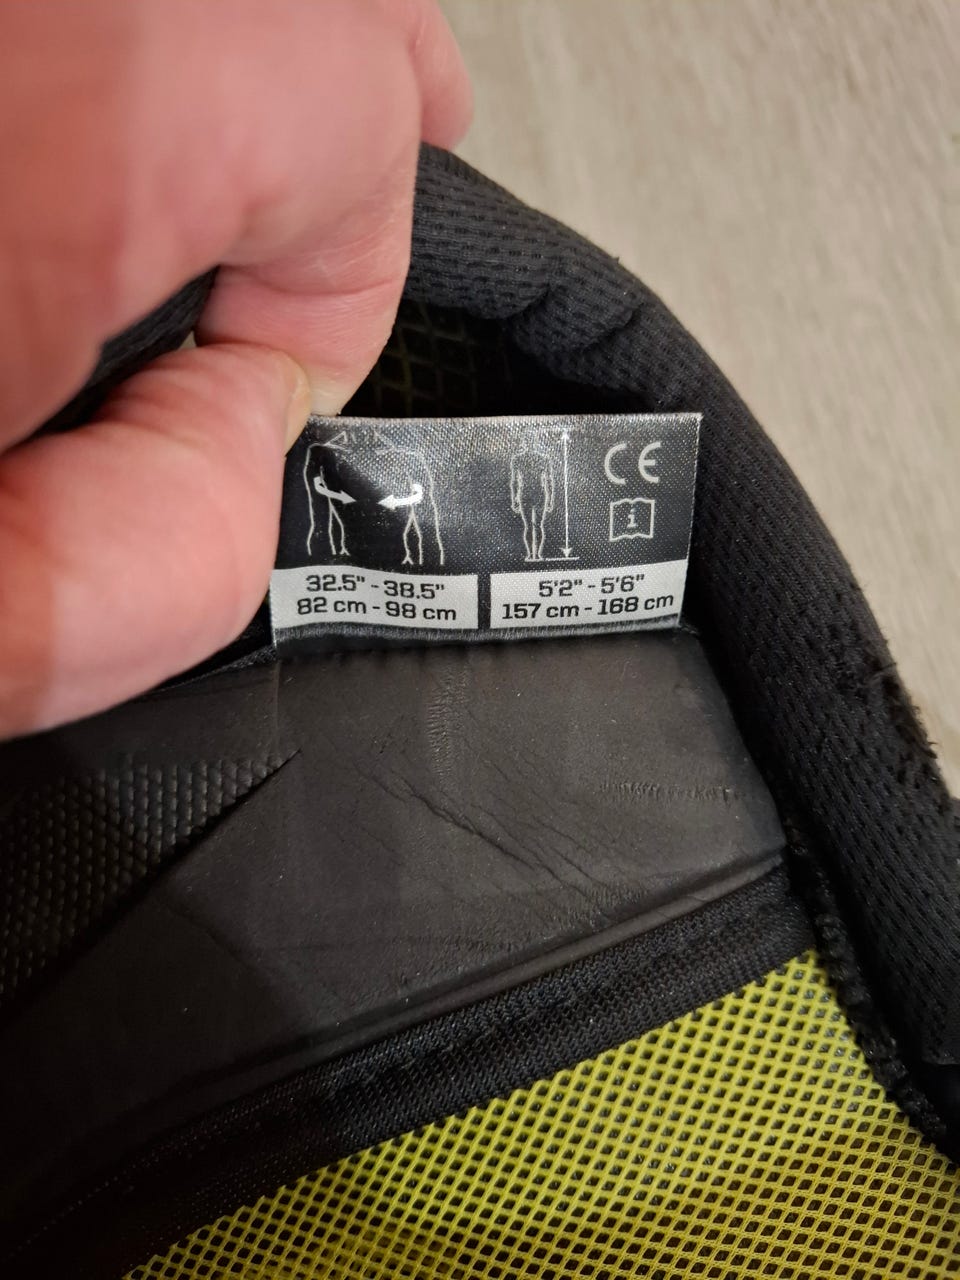 CE
i
32.5" - 38.5"
82 cm - 98 cm
5'2" - 5'6"
157 cm - 168 cm